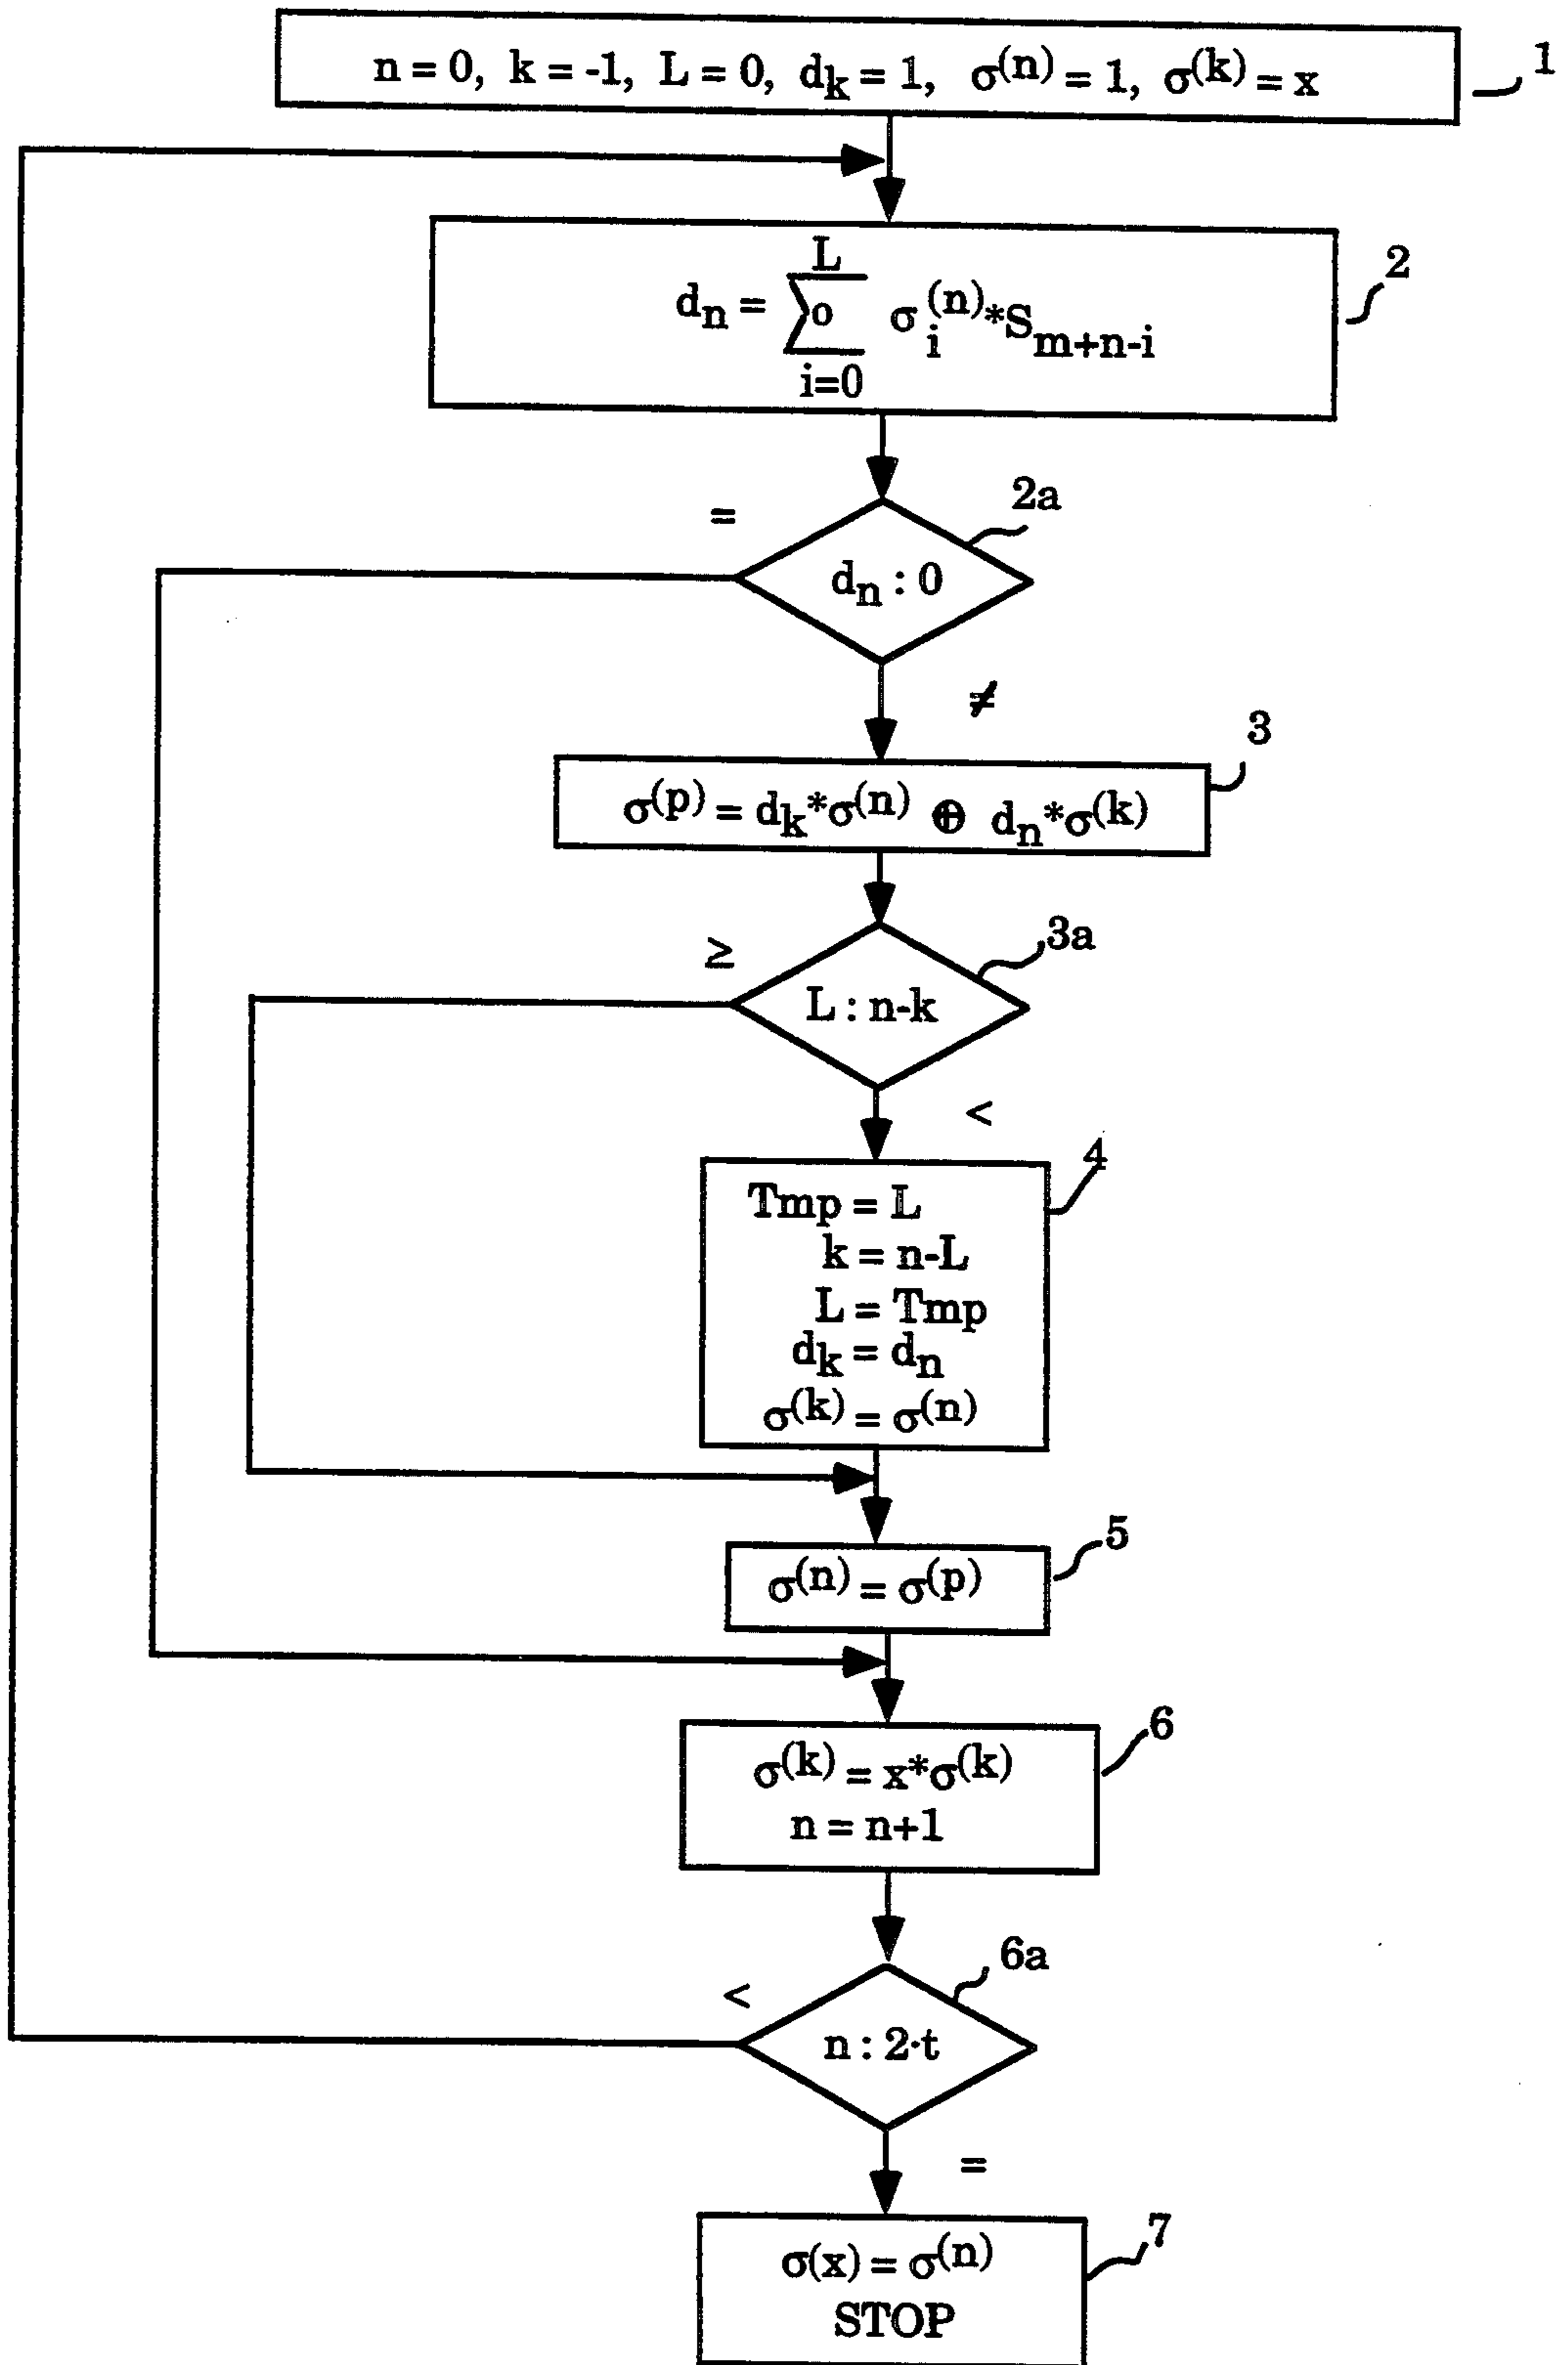 n = 0, k = -1, L = 0, dk = 1, σ(n) = 1, σ(k) = x
1
L
dn = ∑o σi(n)*Sm+n-i
i=0
2
=
2a
dn : 0
≠
3
σ(p) = dk*σ(n) ⊕ dn*σ(k)
≥
3a
L : n-k
<
4
Tmp = L
k = n-L
L = Tmp
dk = dn
σ(k) = σ(n)
5
σ(n) = σ(p)
6
σ(k) = x*σ(k)
n = n+1
<
6a
n : 2·t
=
7
σ(x) = σ(n)
STOP